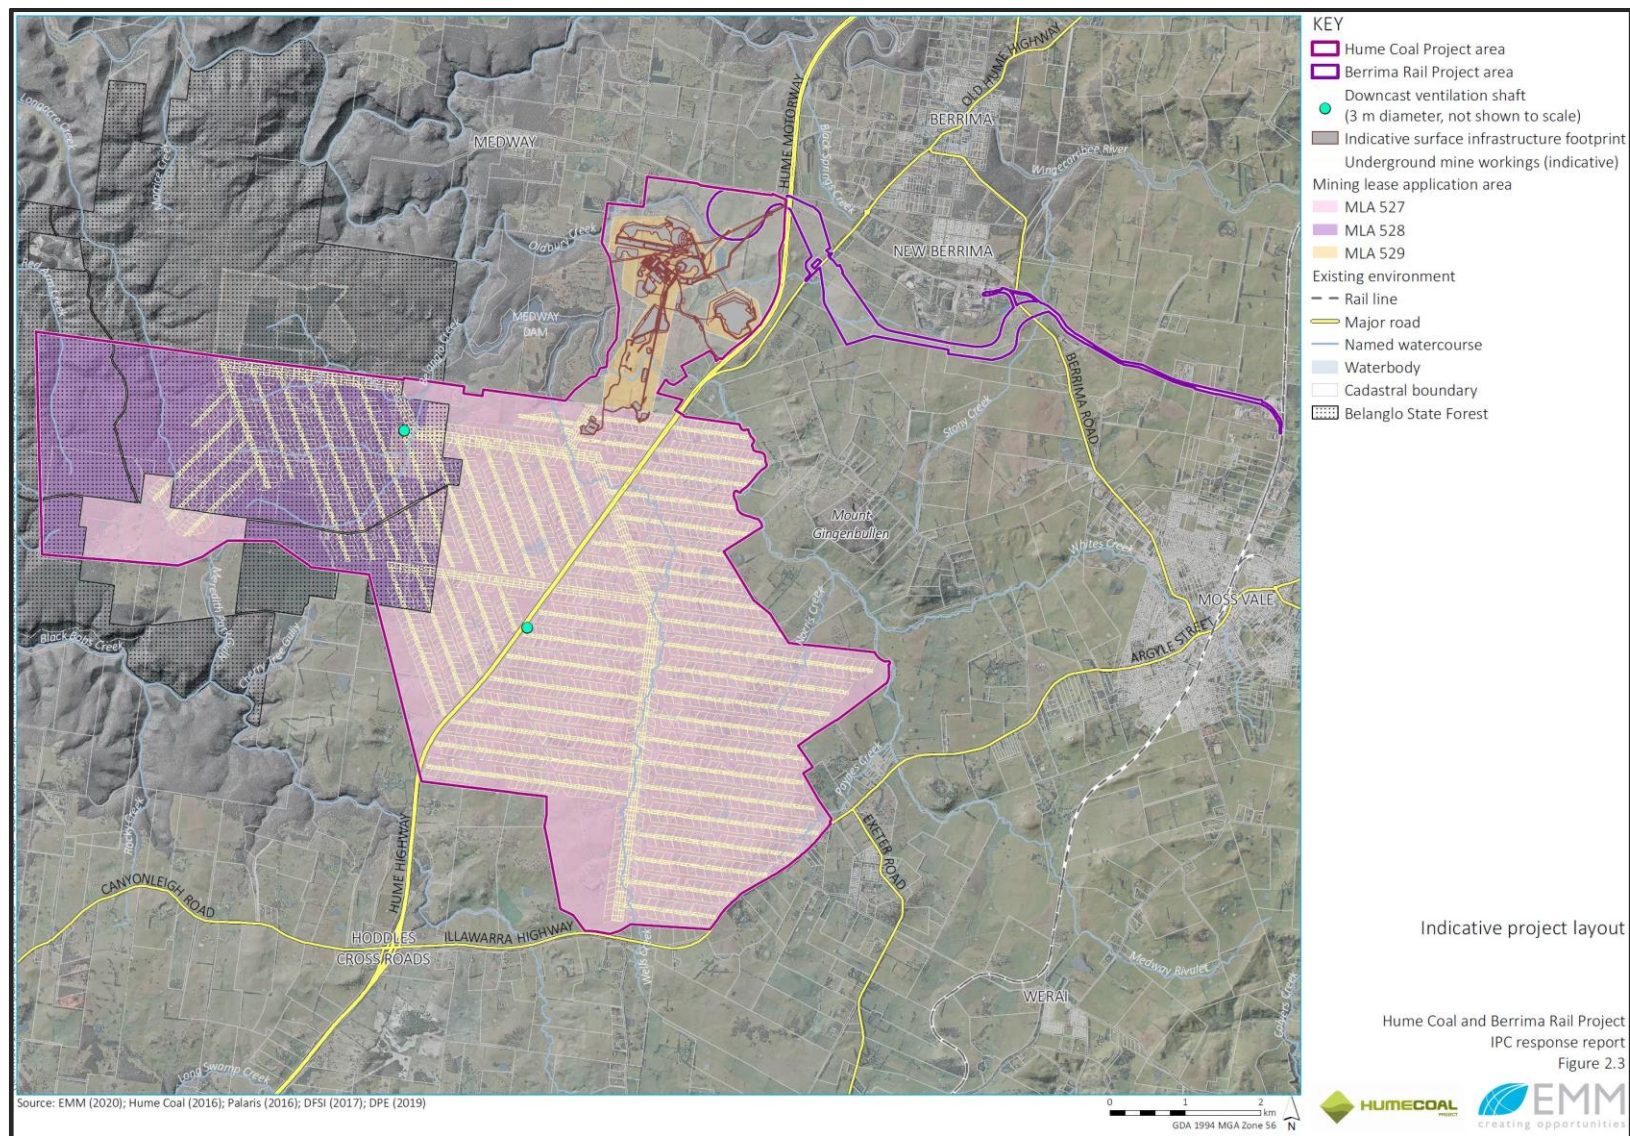 KEY
Hume Coal Project area
Berrima Rail Project area
Downcast ventilation shaft
(3 m diameter, not shown to scale)
Indicative surface infrastructure footprint
Underground mine workings (indicative)
Mining lease application area
MLA 527
MLA 528
MLA 529
Existing environment
Rail line
Major road
Named watercourse
Waterbody
Cadastral boundary
Belanglo State Forest
OLD HUME HIGHWAY
BERRIMA
MEDWAY
HUME MOTORWAY
Black Springs Creek
Wingecarribee River
Longacre Creek
Oldbury Creek
NEW BERRIMA
Red Arm Creek
MEDWAY
DAM
Belanglo Creek
BERRIMA ROAD
Stony Creek
Mount
Gingenbullen
Whites Creek
MOSS VALE
Norris Creek
ARGYLE STREET
Black Bobs Creek
Cherry Tree Gully
Paynes Creek
Rocky Creek
HUME HIGHWAY
EXETER ROAD
CANYONLEIGH ROAD
HODDLES
CROSS ROADS
ILLAWARRA HIGHWAY
Wells Creek
Medway Rivulet
WERAI
Long Swamp Creek
Indicative project layout
Hume Coal and Berrima Rail Project
IPC response report
Figure 2.3
HUMECOAL
PROJECT
EMM
creating opportunities
Source: EMM (2020); Hume Coal (2016); Palaris (2016); DFSI (2017); DPE (2019)
0 1 2
km
GDA 1994 MGA Zone 56
N